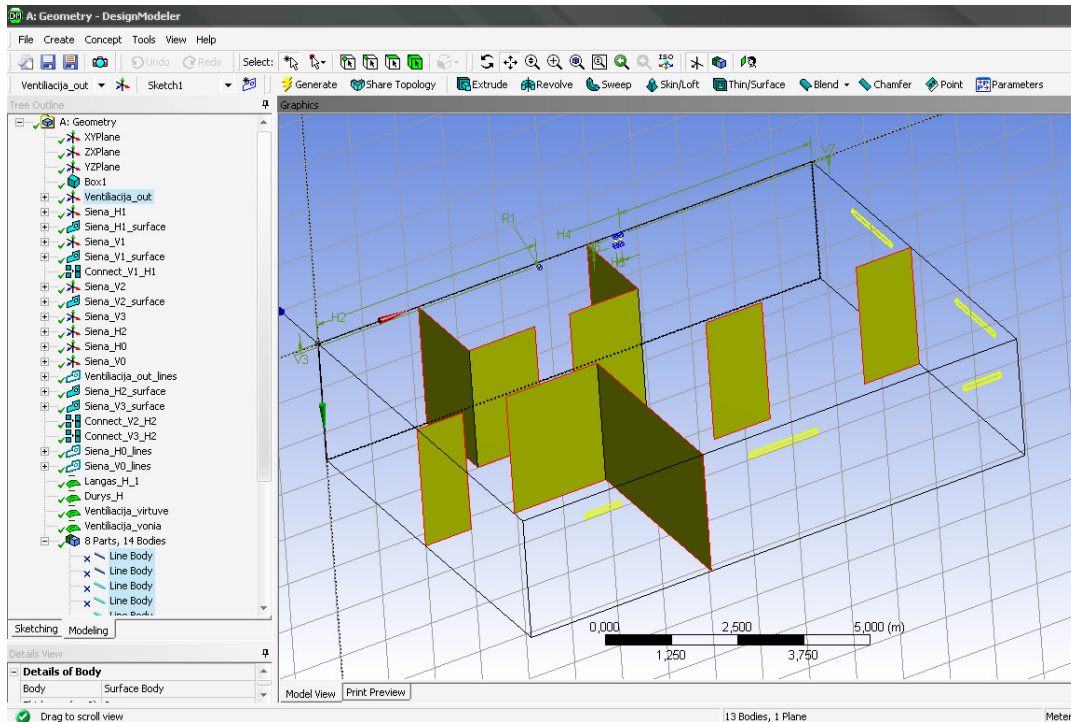 A: Geometry - DesignModeler
File Create Concept Tools View Help
Undo Redo Select: ISO
Ventiliacija_out Sketch1 Generate Share Topology Extrude Revolve Sweep Skin/Loft Thin/Surface Blend Chamfer Point Parameters
Tree Outline
Graphics
A: Geometry
XYPlane
ZXPlane
YZPlane
Box1
Ventiliacija_out
Siena_H1
Siena_H1_surface
Siena_V1
Siena_V1_surface
Connect_V1_H1
Siena_V2
Siena_V2_surface
Siena_V3
Siena_H2
Siena_H0
Siena_V0
Ventiliacija_out_lines
Siena_H2_surface
Siena_V3_surface
Connect_V2_H2
Connect_V3_H2
Siena_H0_lines
Siena_V0_lines
Langas_H_1
Durys_H
Ventiliacija_virtuve
Ventiliacija_vonia
8 Parts, 14 Bodies
Line Body
Line Body
Line Body
Line Body
Sketching Modeling
Details View
Details of Body
Body Surface Body
R1
H4
H2
V3
0,000 2,500 5,000 (m)
1,250 3,750
Model View Print Preview
Drag to scroll view
13 Bodies, 1 Plane
Meter